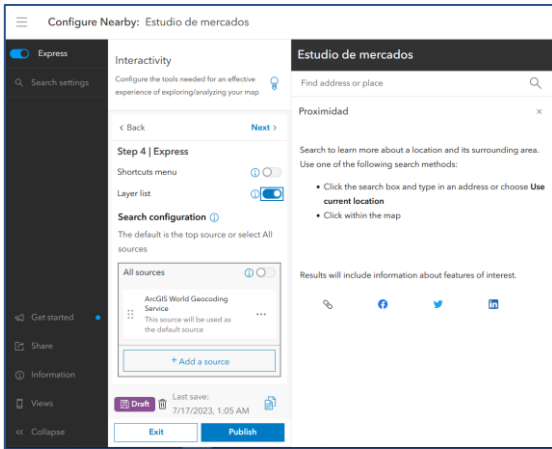 Configure Nearby: Estudio de mercados
Express
Search settings
Get started
Share
Information
Views
Collapse
Interactivity
Configure the tools needed for an effective
experience of exploring/analyzing your map
< Back
Next >
Step 4 | Express
Shortcuts menu
Layer list
Search configuration
The default is the top source or select All
sources
All sources
ArcGIS World Geocoding
Service
This source will be used as
the default source
+ Add a source
Draft
Last save:
7/17/2023, 1:05 AM
Exit
Publish
Estudio de mercados
Find address or place
Proximidad
Search to learn more about a location and its surrounding area.
Use one of the following search methods:
• Click the search box and type in an address or choose Use
current location
• Click within the map
Results will include information about features of interest.